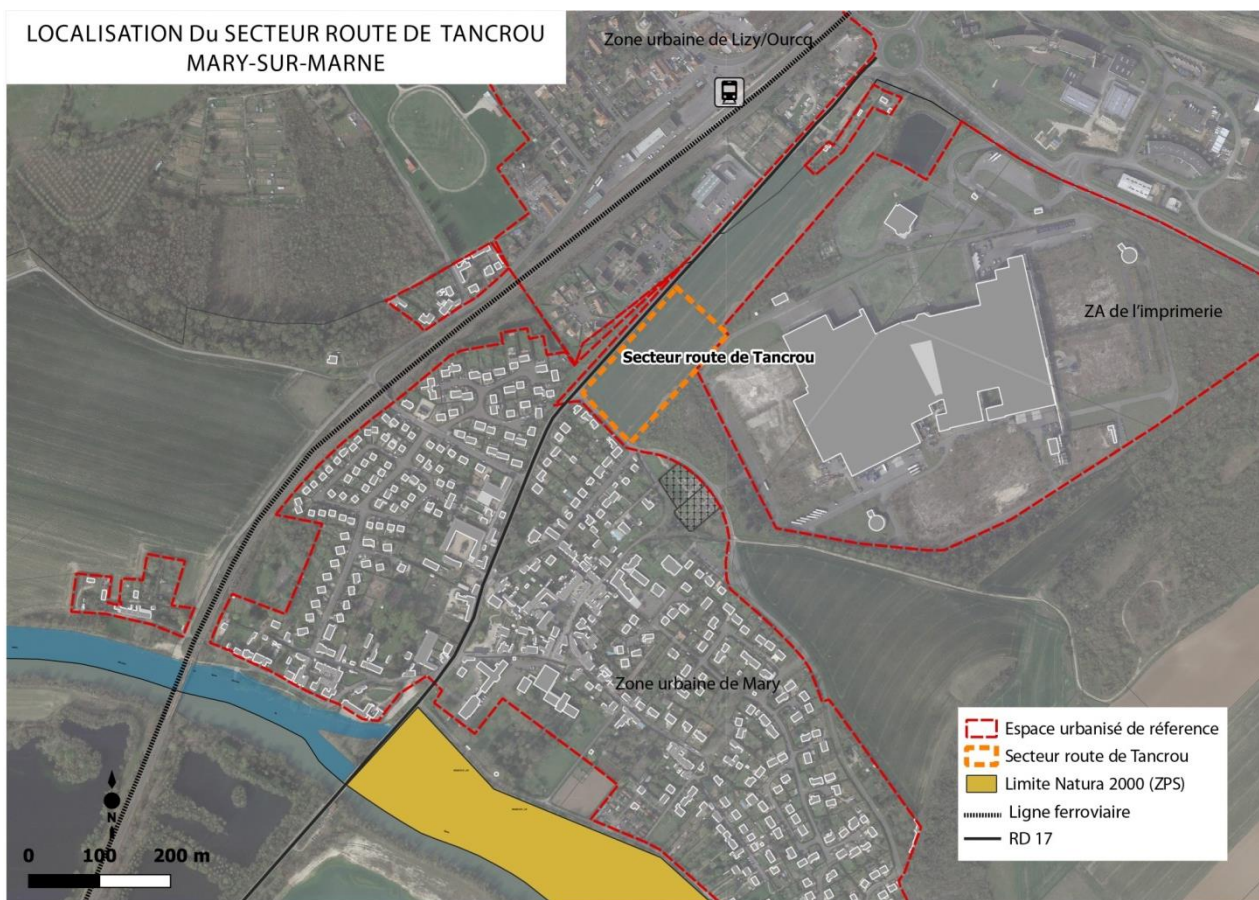 LOCALISATION Du SECTEUR ROUTE DE TANCROU
MARY-SUR-MARNE
Zone urbaine de Lizy/Ourcq
ZA de l'imprimerie
Secteur route de Tancrou
Zone urbaine de Mary
Espace urbanisé de réference
Secteur route de Tancrou
Limite Natura 2000 (ZPS)
Ligne ferroviaire
RD 17
N
0 100 200 m